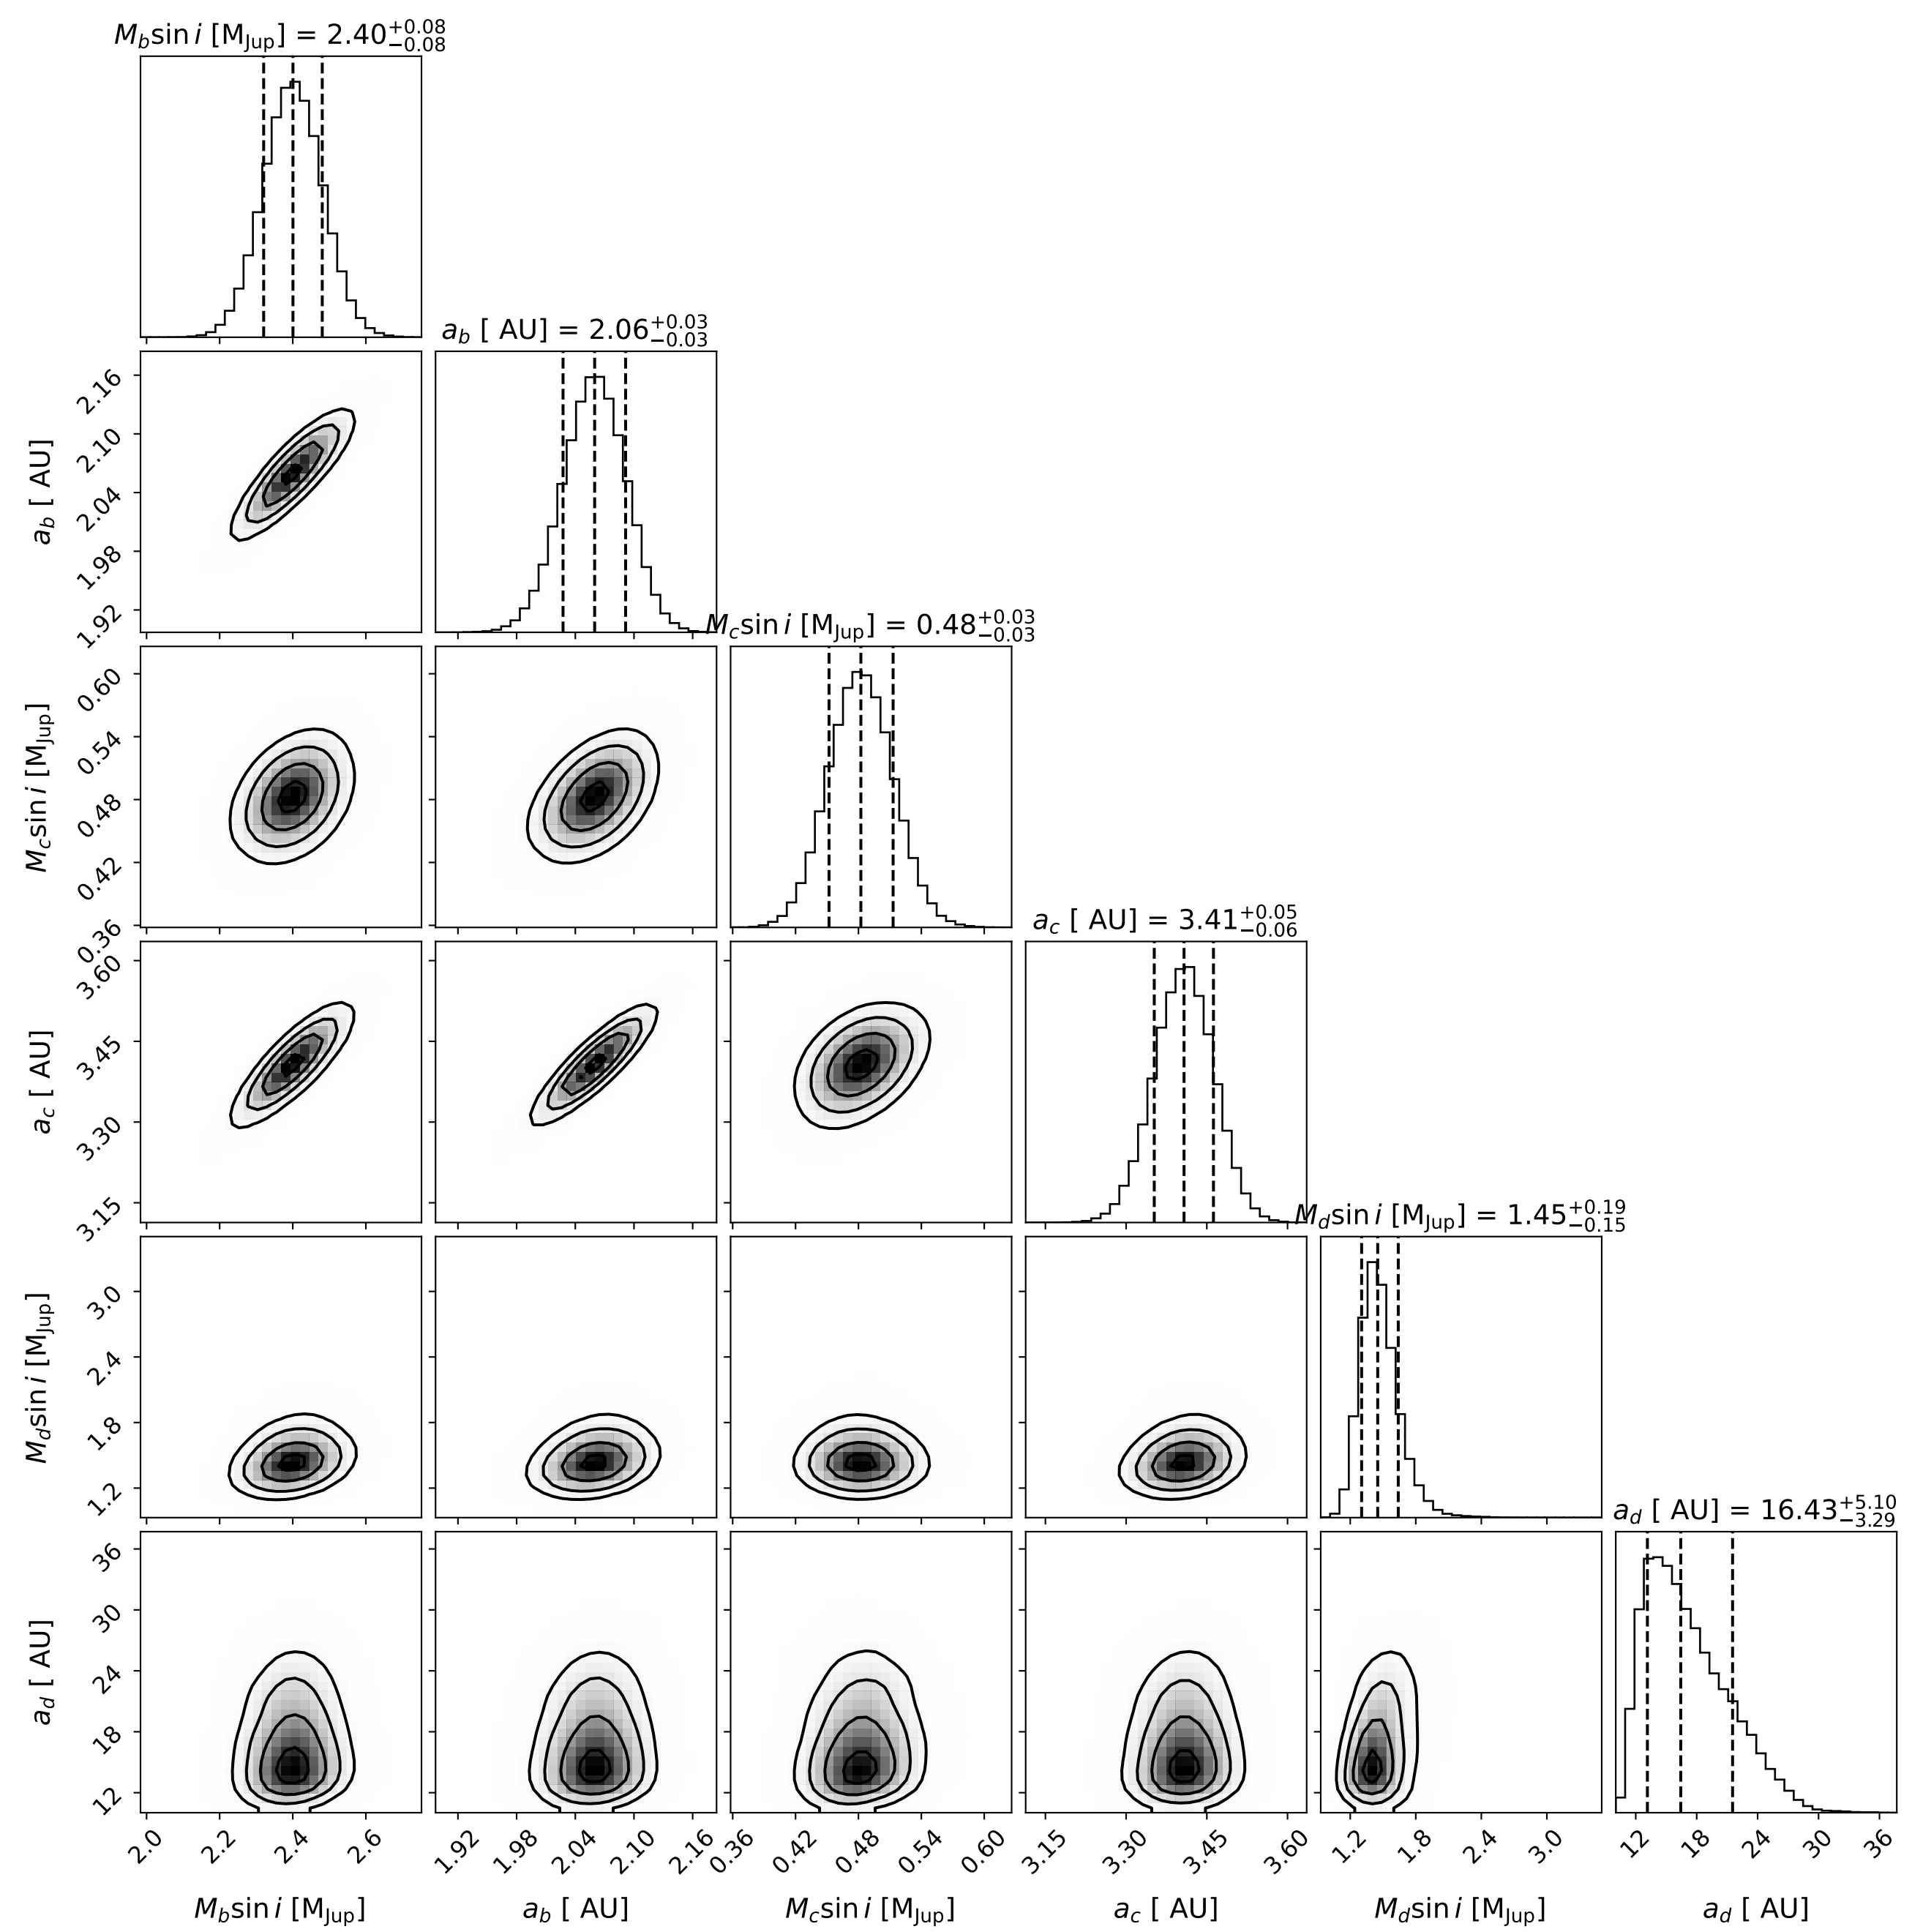 M_b sin i [M_Jup] = 2.40^{+0.08}_{−0.08}
a_b [ AU] = 2.06^{+0.03}_{−0.03}
2.16
2.10
2.04
1.98
1.92
a_b [ AU]
M_c sin i [M_Jup] = 0.48^{+0.03}_{−0.03}
0.60
0.54
0.48
0.42
0.36
M_c sin i [M_Jup]
a_c [ AU] = 3.41^{+0.05}_{−0.06}
3.60
3.45
3.30
3.15
a_c [ AU]
M_d sin i [M_Jup] = 1.45^{+0.19}_{−0.15}
3.0
2.4
1.8
1.2
M_d sin i [M_Jup]
a_d [ AU] = 16.43^{+5.10}_{−3.29}
36
30
24
18
12
a_d [ AU]
2.0 2.2 2.4 2.6
1.92 1.98 2.04 2.10 2.16
0.36 0.42 0.48 0.54 0.60
3.15 3.30 3.45 3.60
1.2 1.8 2.4 3.0
12 18 24 30 36
M_b sin i [M_Jup]
a_b [ AU]
M_c sin i [M_Jup]
a_c [ AU]
M_d sin i [M_Jup]
a_d [ AU]